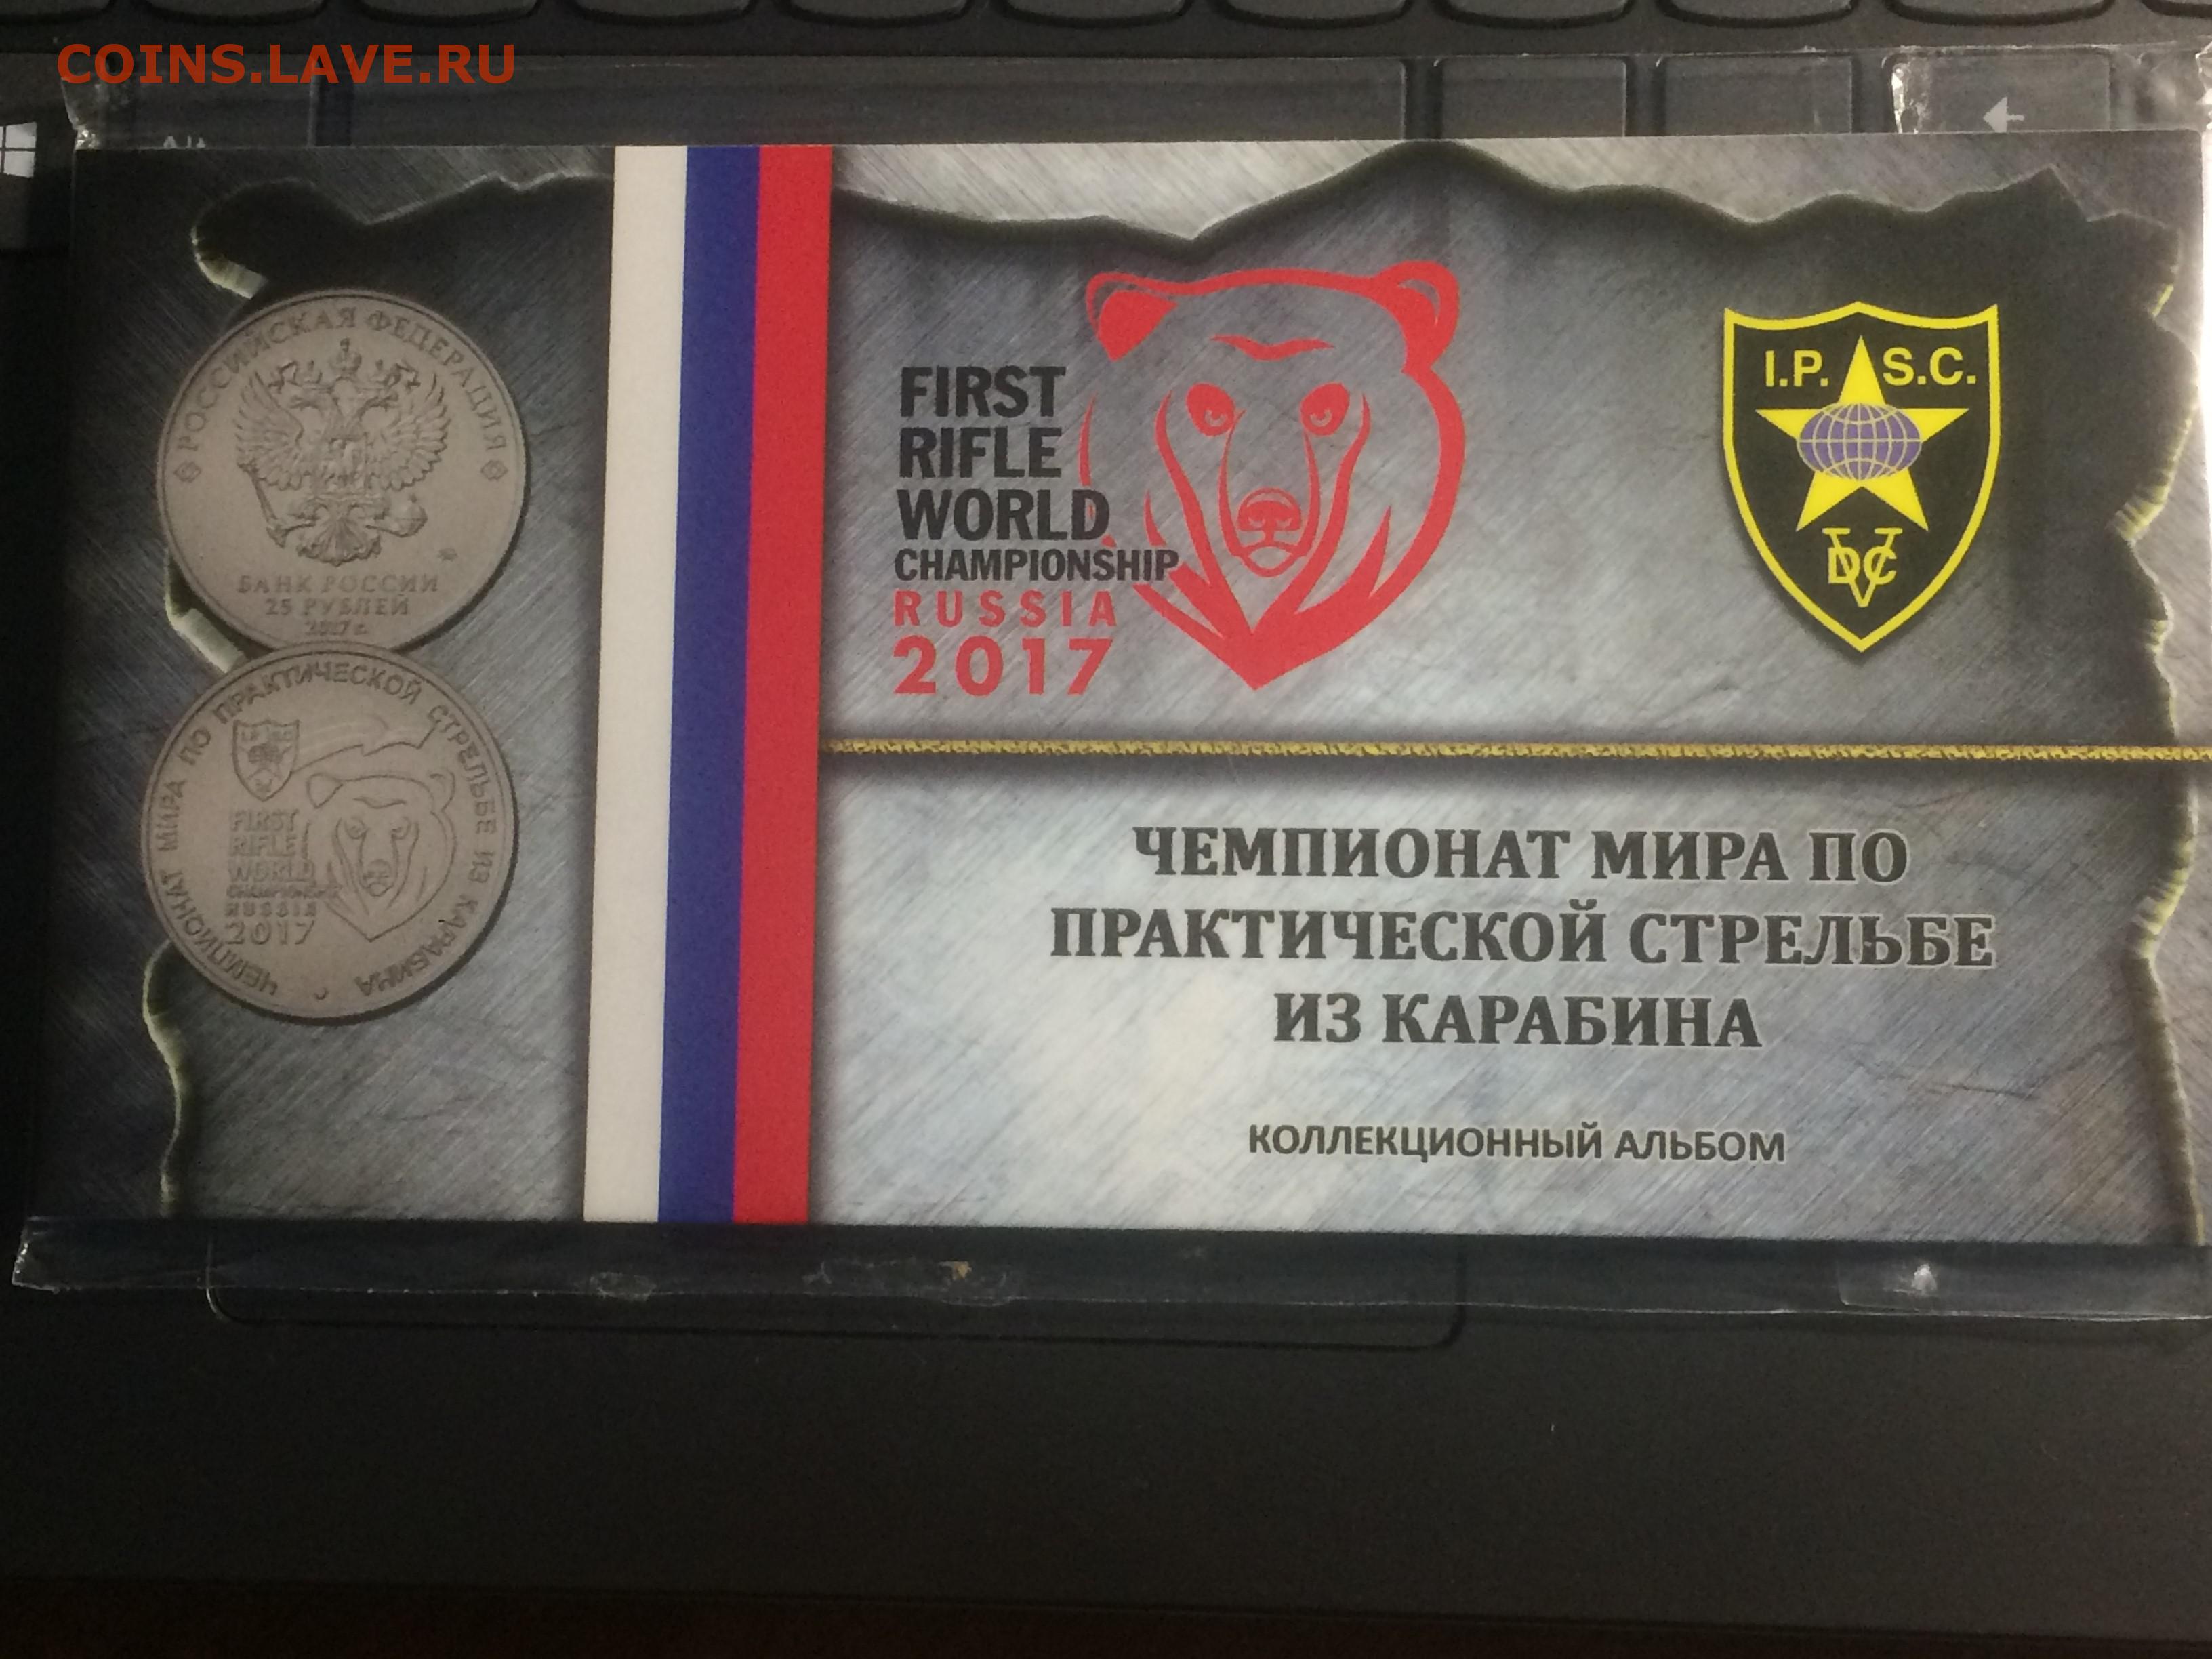 COINS.LAVE.RU
Alt
РОССИЙСКАЯ ФЕДЕРАЦИЯ
БАНК РОССИИ
25 РУБЛЕЙ
2017 г.
ЧЕМПИОНАТ МИРА ПО ПРАКТИЧЕСКОЙ СТРЕЛЬБЕ ИЗ КАРАБИНА
FIRST
RIFLE
WORLD
CHAMPIONSHIP
RUSSIA
2017
FIRST
RIFLE
WORLD
CHAMPIONSHIP
RUSSIA
2017
I.P. S.C.
DVC
ЧЕМПИОНАТ МИРА ПО
ПРАКТИЧЕСКОЙ СТРЕЛЬБЕ
ИЗ КАРАБИНА
КОЛЛЕКЦИОННЫЙ АЛЬБОМ